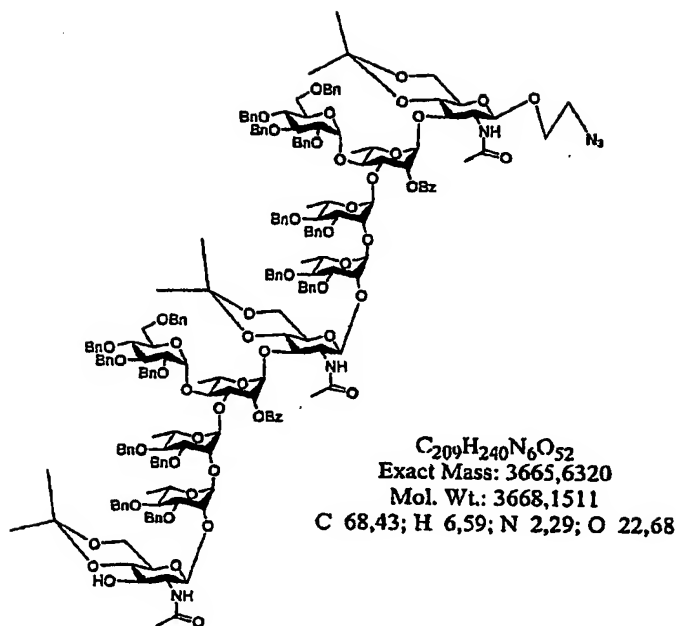 O
OBn
O O
O
BnO O O
BnO
BnO NH N₃
O O
O
O OBz
O O
BnO
BnO O
O O
BnO
BnO O
O
OBn O
O
BnO O O
BnO
BnO NH
O O
O
O OBz
O O
BnO
BnO O
O O
BnO
BnO O
O
O O
O
HO
NH
O
C₂₀₉H₂₄₀N₆O₅₂
Exact Mass: 3665,6320
Mol. Wt.: 3668,1511
C 68,43; H 6,59; N 2,29; O 22,68